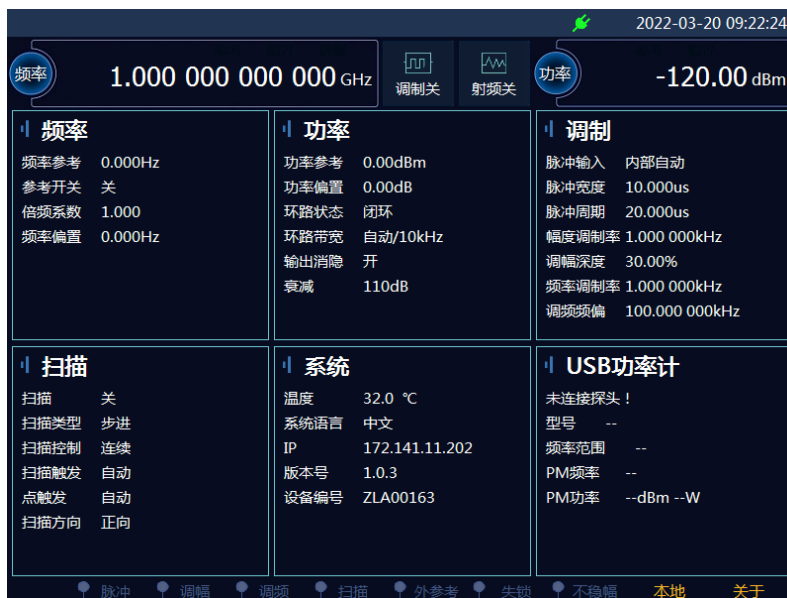 2022-03-20 09:22:24
频率 1.000 000 000 000 GHz 调制关 射频关 功率 -120.00 dBm
频率
频率参考 0.000Hz
参考开关 关
倍频系数 1.000
频率偏置 0.000Hz
功率
功率参考 0.00dBm
功率偏置 0.00dB
环路状态 闭环
环路带宽 自动/10kHz
输出消隐 开
衰减 110dB
调制
脉冲输入 内部自动
脉冲宽度 10.000us
脉冲周期 20.000us
幅度调制率 1.000 000kHz
调幅深度 30.00%
频率调制率 1.000 000kHz
调频频偏 100.000 000kHz
扫描
扫描 关
扫描类型 步进
扫描控制 连续
扫描触发 自动
点触发 自动
扫描方向 正向
系统
温度 32.0 ℃
系统语言 中文
IP 172.141.11.202
版本号 1.0.3
设备编号 ZLA00163
USB功率计
未连接探头！
型号 --
频率范围 --
PM频率 --
PM功率 --dBm --W
脉冲 调幅 调频 扫描 外参考 失锁 不稳幅 本地 关于